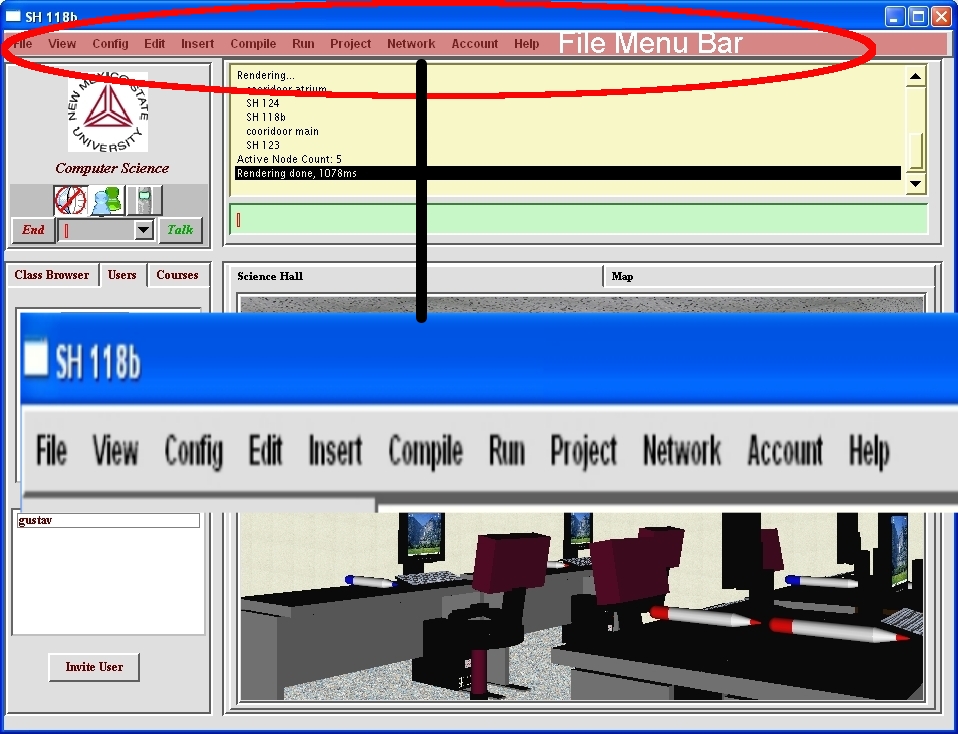 SH 118b
File View Config Edit Insert Compile Run Project Network Account Help
File Menu Bar
NEW MEXICO STATE UNIVERSITY
Computer Science
End
Talk
Rendering...
cooridoor atrium
SH 124
SH 118b
cooridoor main
SH 123
Active Node Count: 5
Rendering done, 1078ms
Class Browser Users Courses
Science Hall
Map
SH 118b
File View Config Edit Insert Compile Run Project Network Account Help
gustav
Invite User